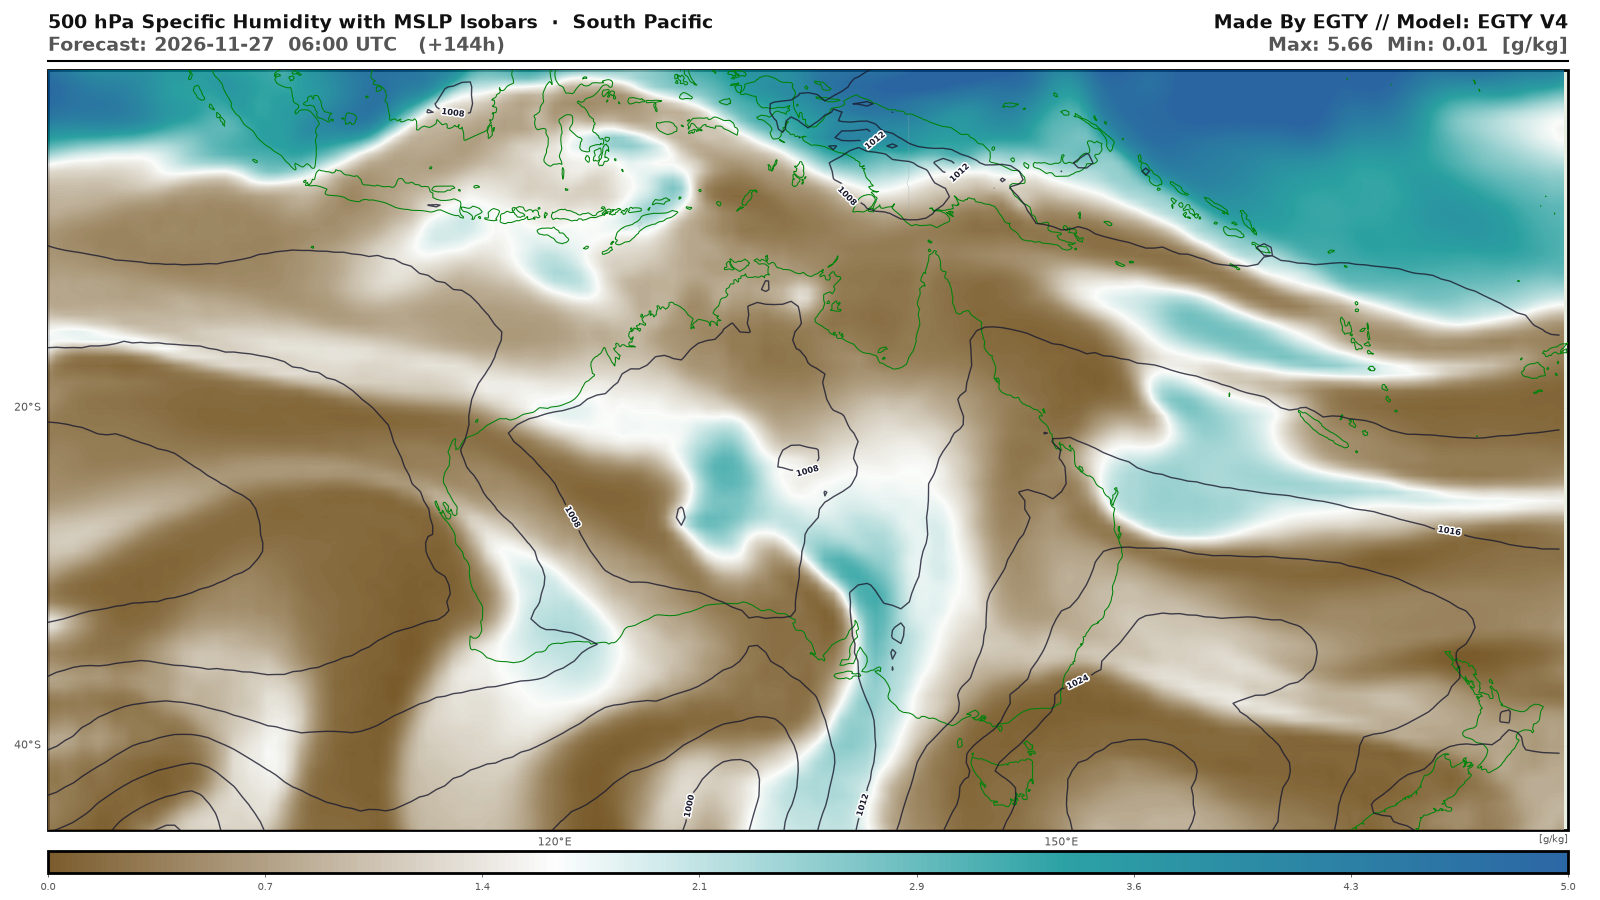 500 hPa Specific Humidity with MSLP Isobars · South Pacific
Made By EGTY // Model: EGTY V4
Forecast: 2026-11-27 06:00 UTC (+144h)
Max: 5.66 Min: 0.01 [g/kg]
1008
1012
1012
1008
20°S
1008
1008
1016
1024
40°S
1000
1012
120°E
150°E
[g/kg]
0.0
0.7
1.4
2.1
2.9
3.6
4.3
5.0